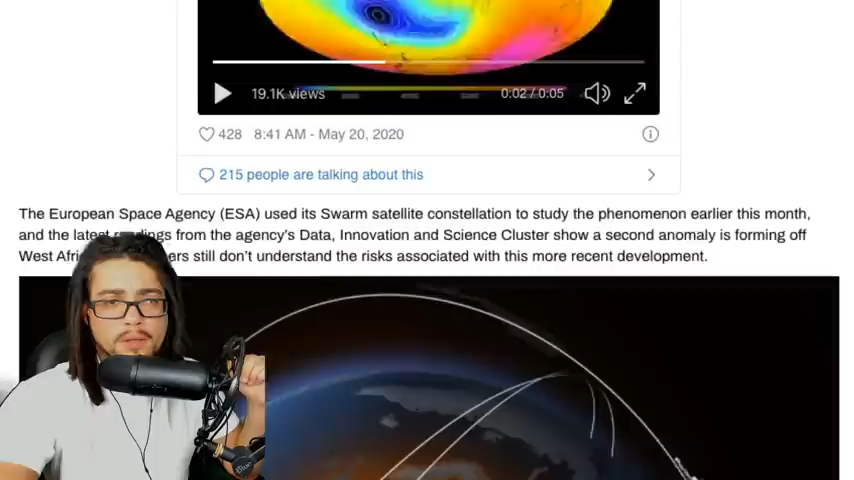 19.1K views
0:02 / 0:05
428 8:41 AM - May 20, 2020
215 people are talking about this
The European Space Agency (ESA) used its Swarm satellite constellation to study the phenomenon earlier this month,
and the latest readings from the agency's Data, Innovation and Science Cluster show a second anomaly is forming off
West Afri ers still don't understand the risks associated with this more recent development.